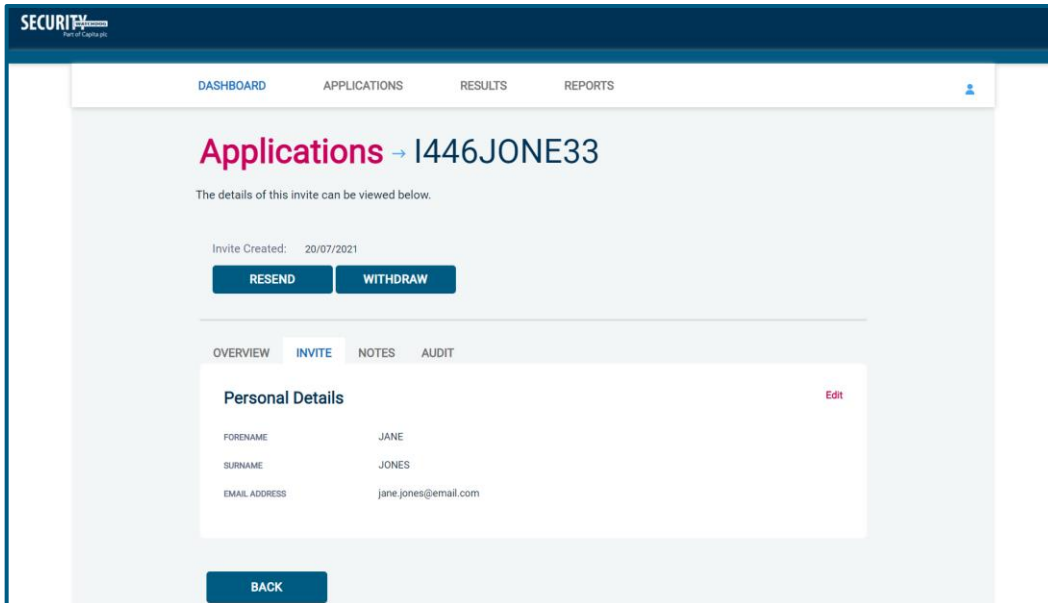 SECURITY
WATCHDOG
Part of Capita plc
DASHBOARD APPLICATIONS RESULTS REPORTS
Applications → I446JONE33
The details of this invite can be viewed below.
Invite Created: 20/07/2021
RESEND WITHDRAW
OVERVIEW INVITE NOTES AUDIT
Personal Details Edit
FORENAME JANE
SURNAME JONES
EMAIL ADDRESS jane.jones@email.com
BACK